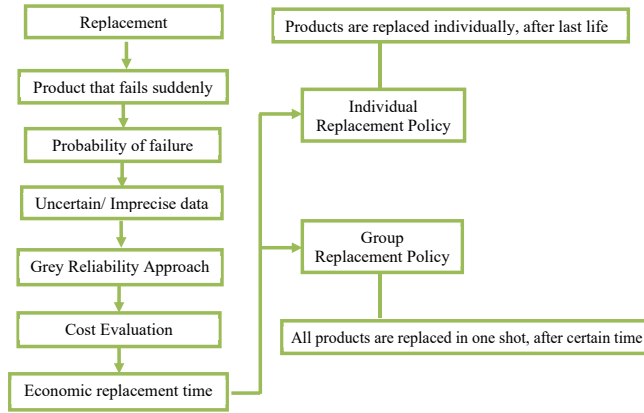 Replacement
Product that fails suddenly
Probability of failure
Uncertain/ Imprecise data
Grey Reliability Approach
Cost Evaluation
Economic replacement time
Products are replaced individually, after last life
Individual
Replacement Policy
Group
Replacement Policy
All products are replaced in one shot, after certain time